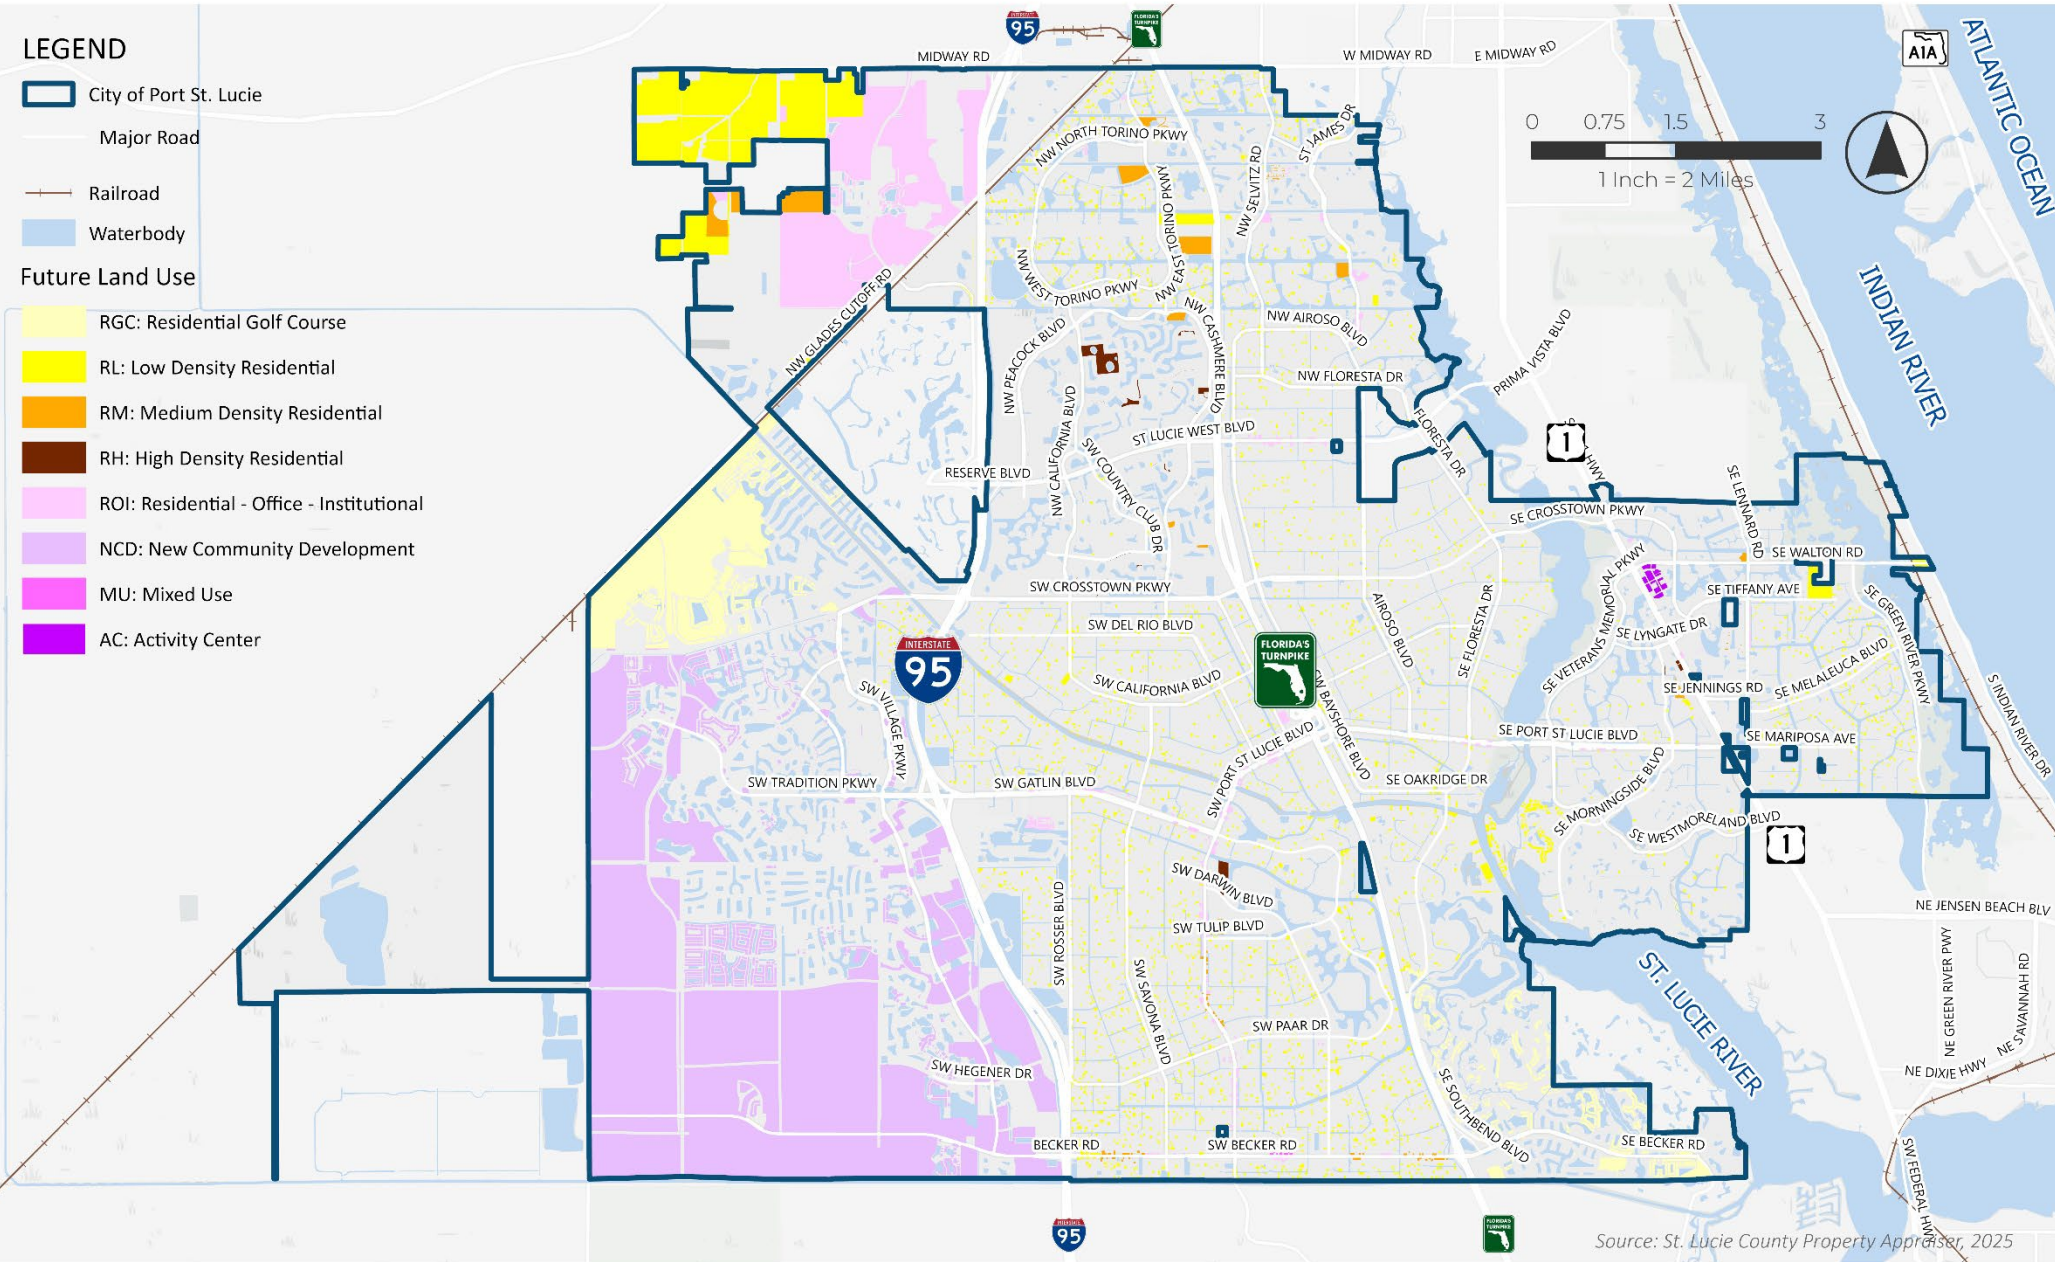 LEGEND
City of Port St. Lucie
Major Road
Railroad
Waterbody
Future Land Use
RGC: Residential Golf Course
RL: Low Density Residential
RM: Medium Density Residential
RH: High Density Residential
ROI: Residential - Office - Institutional
NCD: New Community Development
MU: Mixed Use
AC: Activity Center
INTERSTATE
95
FLORIDA'S
TURNPIKE
MIDWAY RD
W MIDWAY RD
E MIDWAY RD
A1A
ATLANTIC OCEAN
0 0.75 1.5 3
1 Inch = 2 Miles
INDIAN RIVER
NW NORTH TORINO PKWY
ST JAMES DR
NW SELVITZ RD
NW EAST TORINO PKWY
NW WEST TORINO PKWY
NW GLADES CUTOFF RD
NW PEACOCK BLVD
NW CASHMERE BLVD
NW AIROSO BLVD
NW FLORESTA DR
PRIMA VISTA BLVD
FLORESTA DR
1
HWY
ST LUCIE WEST BLVD
NW CALIFORNIA BLVD
SW COUNTRY CLUB DR
RESERVE BLVD
SE LENNARD RD
SE CROSSTOWN PKWY
SE WALTON RD
SE TIFFANY AVE
SE GREEN RIVER PKWY
SE VETERANS MEMORIAL PKWY
SE LYNGATE DR
SE MELALEUCA BLVD
SE JENNINGS RD
SW CROSSTOWN PKWY
SW DEL RIO BLVD
AIROSO BLVD
SE FLORESTA DR
INTERSTATE
95
FLORIDA'S
TURNPIKE
SW CALIFORNIA BLVD
SW VILLAGE PKWY
SW BAYSHORE BLVD
SW PORT ST LUCIE BLVD
SE PORT ST LUCIE BLVD
SE MARIPOSA AVE
S INDIAN RIVER DR
SW TRADITION PKWY
SW GATLIN BLVD
SE OAKRIDGE DR
SE MORNINGSIDE BLVD
SE WESTMORELAND BLVD
1
SW DARWIN BLVD
SW ROSSER BLVD
SW TULIP BLVD
SW SAVONA BLVD
SW PAAR DR
NE JENSEN BEACH BLV
NE GREEN RIVER PWY
NE SAVANNAH RD
NE DIXIE HWY
ST. LUCIE RIVER
SW HEGENER DR
SE SOUTHBEND BLVD
BECKER RD
SW BECKER RD
SE BECKER RD
SW FEDERAL HWY
INTERSTATE
95
FLORIDA'S
TURNPIKE
Source: St. Lucie County Property Appraiser, 2025